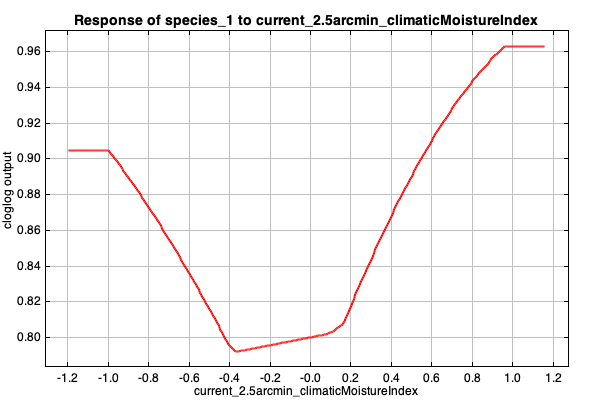 Response of species_1 to current_2.5arcmin_climaticMoistureIndex
cloglog output
0.96
0.94
0.92
0.90
0.88
0.86
0.84
0.82
0.80
-1.2 -1.0 -0.8 -0.6 -0.4 -0.2 -0.0 0.2 0.4 0.6 0.8 1.0 1.2
current_2.5arcmin_climaticMoistureIndex